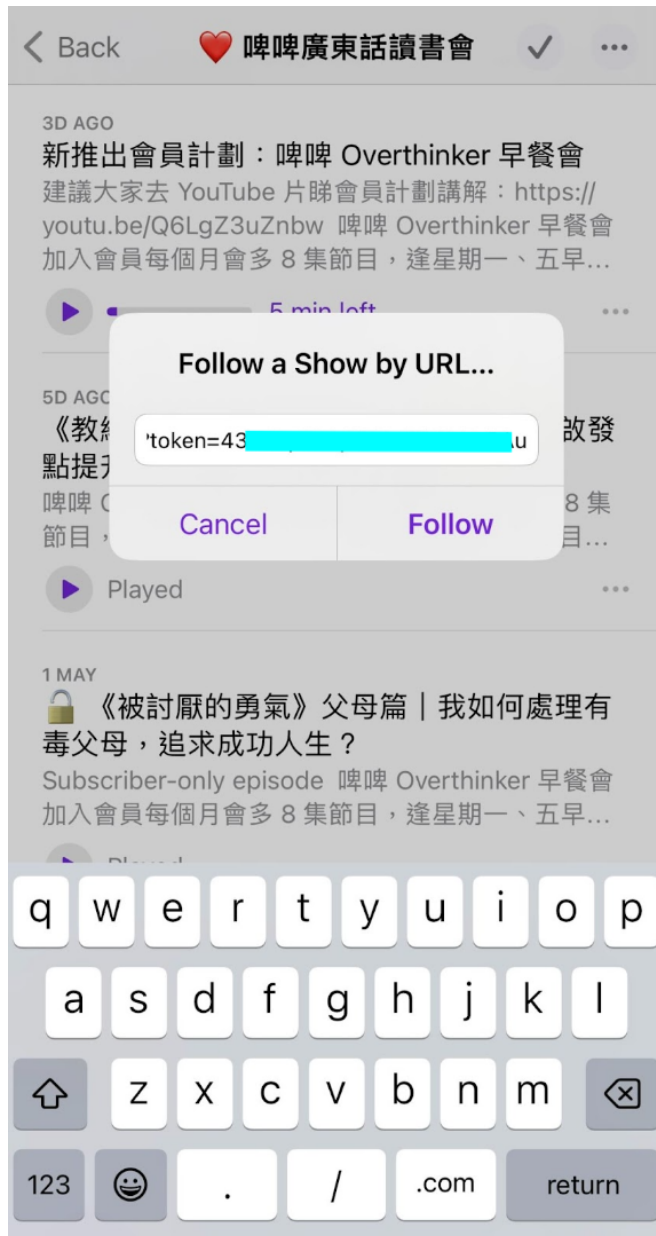 Back
❤️ 啤啤廣東話讀書會
3D AGO
新推出會員計劃：啤啤 Overthinker 早餐會
建議大家去 YouTube 片睇會員計劃講解：https://
youtu.be/Q6LgZ3uZnbw 啤啤 Overthinker 早餐會
加入會員每個月會多 8 集節目，逢星期一、五早...
5 min left
Follow a Show by URL...
5D AGO
《教 啟發
點提
token=43 u
啤啤 8 集
節目， 目...
Cancel
Follow
Played
1 MAY
🔓 《被討厭的勇氣》父母篇｜我如何處理有
毒父母，追求成功人生？
Subscriber-only episode 啤啤 Overthinker 早餐會
加入會員每個月會多 8 集節目，逢星期一、五早...
q w e r t y u i o p
a s d f g h j k l
z x c v b n m
123 . / .com return